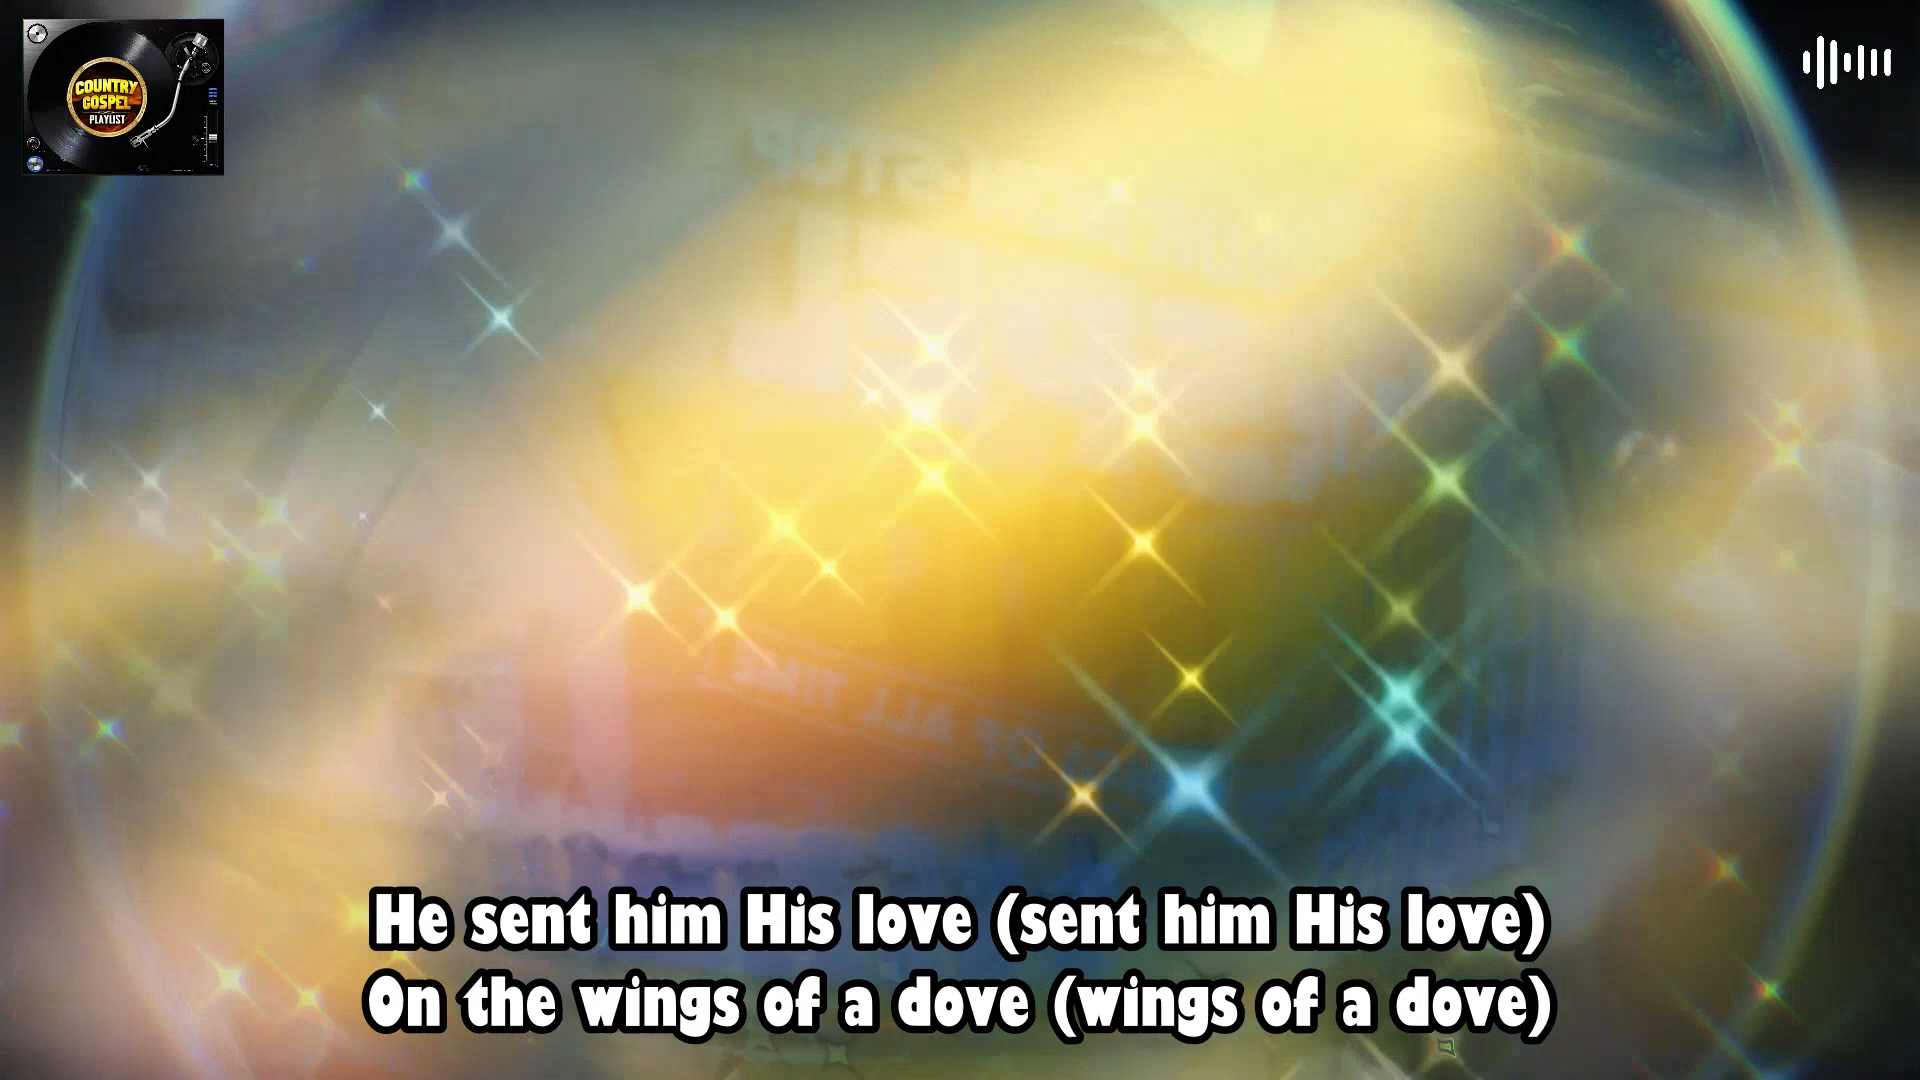 COUNTRY
GOSPEL
PLAYLIST
He sent him His love (sent him His love)
On the wings of a dove (wings of a dove)